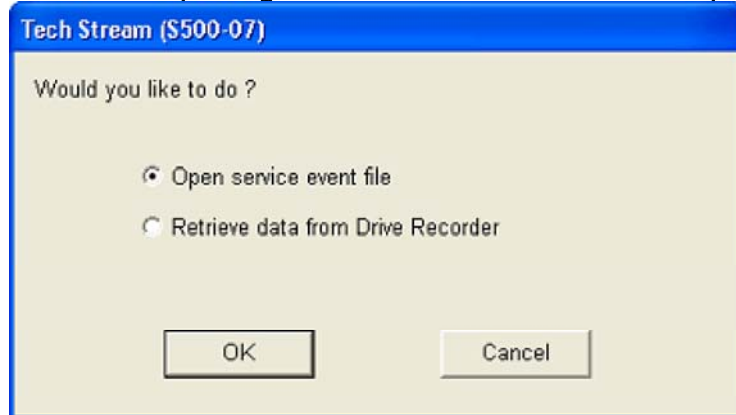 Tech Stream (S500-07)
Would you like to do ?
Open service event file
Retrieve data from Drive Recorder
OK Cancel